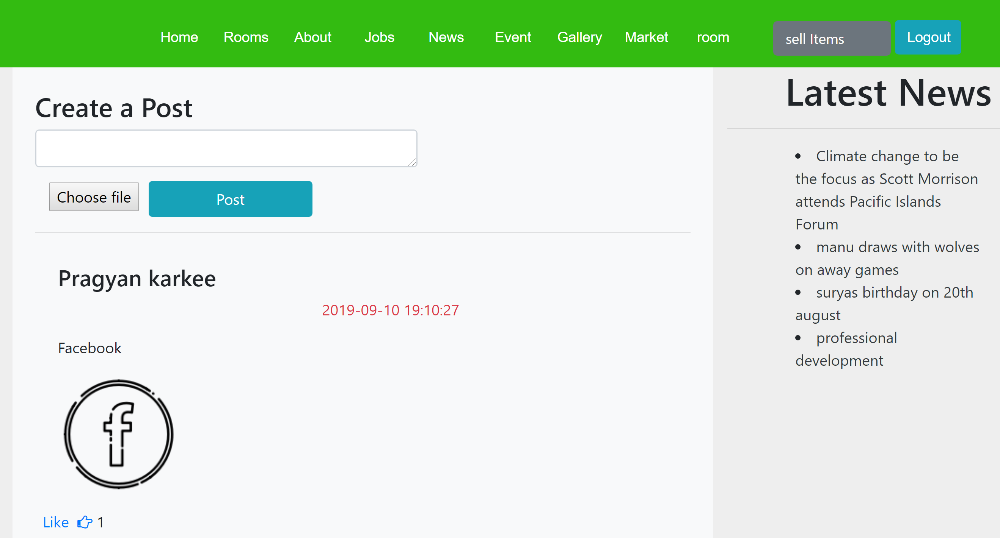 Home Rooms About Jobs News Event Gallery Market room sell Items Logout
Create a Post
Choose file Post
Pragyan karkee
2019-09-10 19:10:27
Facebook
f
Like 1
Latest News
Climate change to be
the focus as Scott Morrison
attends Pacific Islands
Forum
manu draws with wolves
on away games
suryas birthday on 20th
august
professional
development